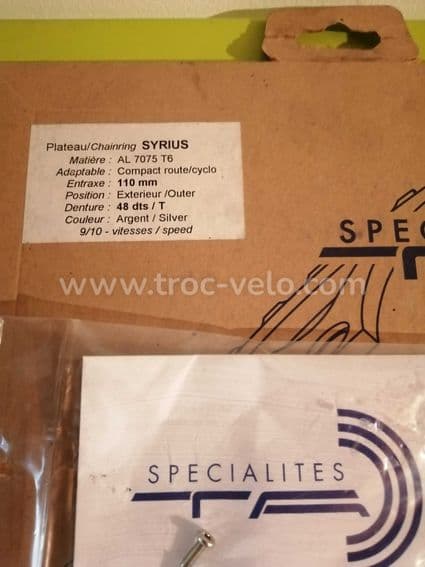 Plateau/Chainring SYRIUS
Matière : AL 7075 T6
Adaptable : Compact route/cyclo
Entraxe : 110 mm
Position : Exterieur /Outer
Denture : 48 dts / T
Couleur : Argent / Silver
9/10 - vitesses / speed
SPEC
www.troc-velo.com
SPECIALITES
TA